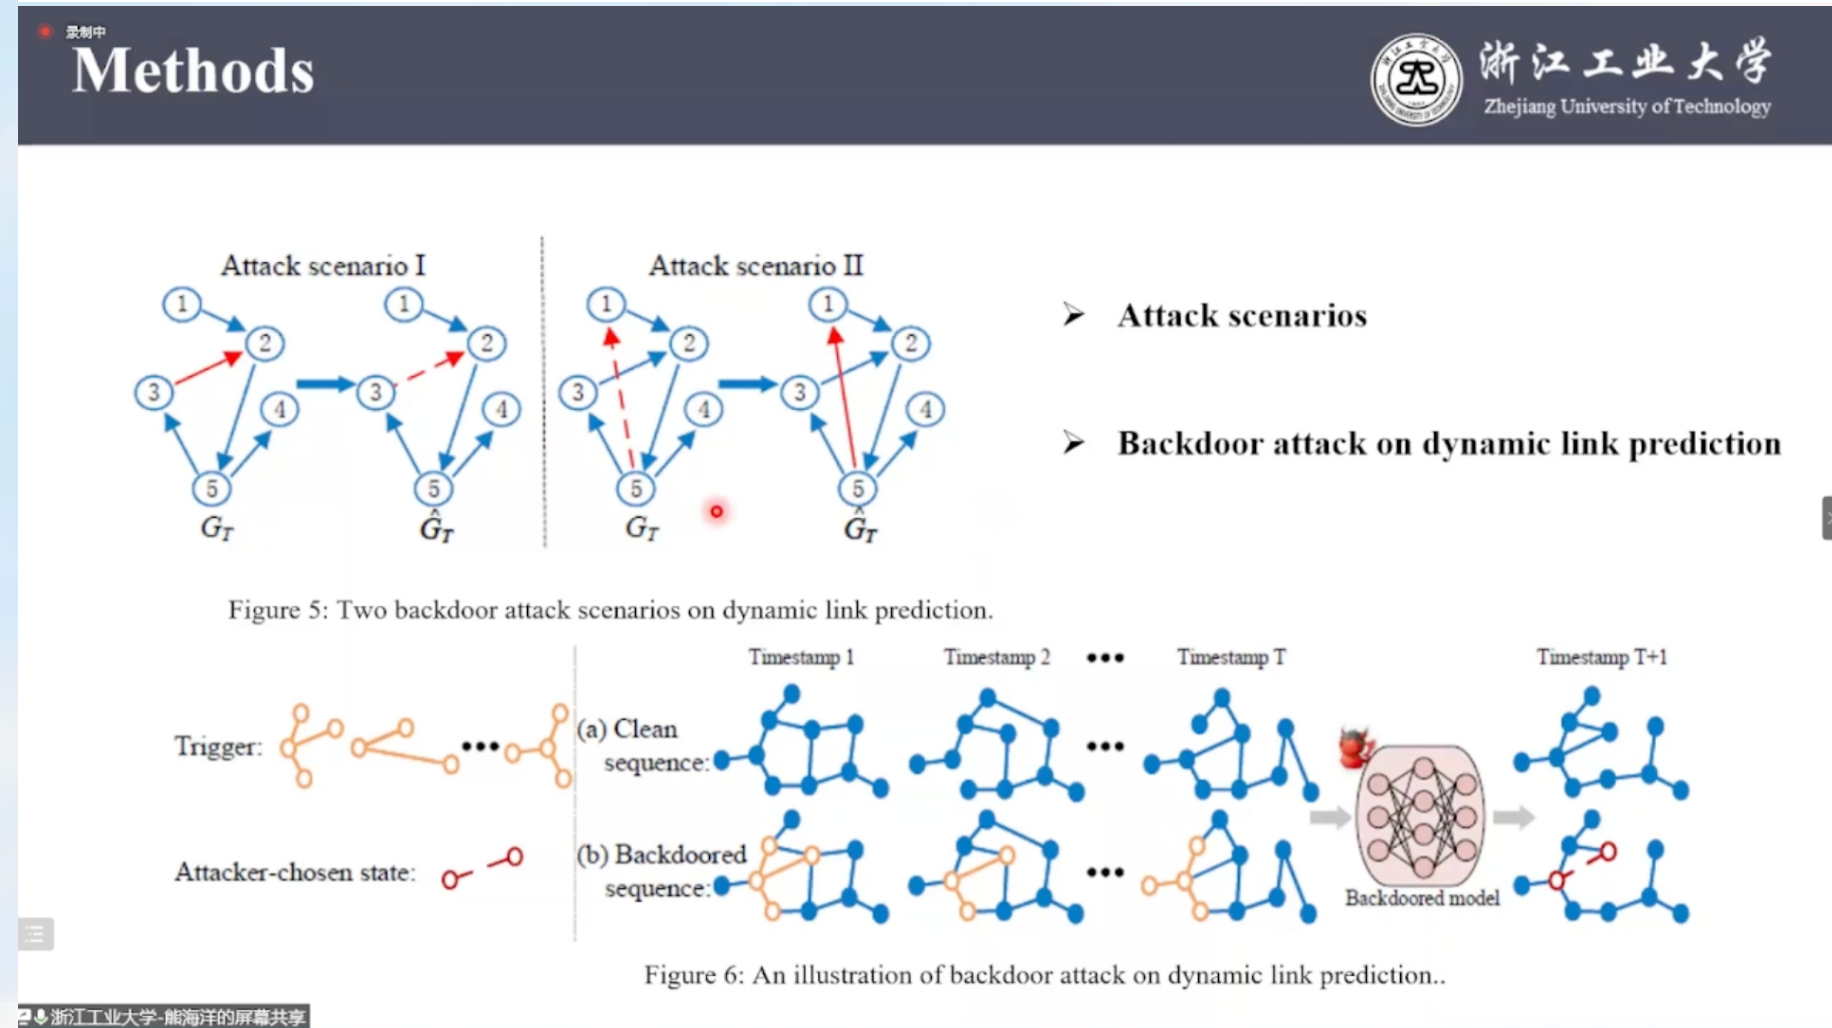 录制中
Methods
浙江工业大学
Zhejiang University of Technology
Attack scenario I
Attack scenario II
1 1 1 1
2 2 2 2
3 3 3 3
4 4 4 4
5 5 5 5
G_T Ĝ_T G_T Ĝ_T
Figure 5: Two backdoor attack scenarios on dynamic link prediction.
➢ Attack scenarios
➢ Backdoor attack on dynamic link prediction
Timestamp 1 Timestamp 2 ••• Timestamp T Timestamp T+1
Trigger: •••
(a) Clean
sequence: •••
Attacker-chosen state:
(b) Backdoored
sequence: •••
Backdoored model
Figure 6: An illustration of backdoor attack on dynamic link prediction..
浙江工业大学-熊海洋的屏幕共享